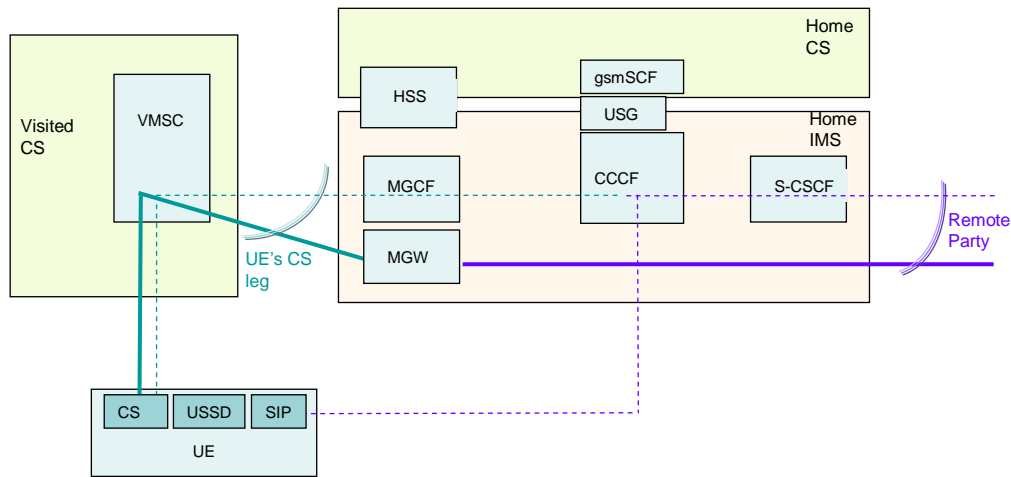 Home
CS
gsmSCF
HSS
USG
Home
IMS
VMSC
Visited
CS
MGCF
CCCF
S-CSCF
Remote
Party
MGW
UE's CS
leg
CS
USSD
SIP
UE